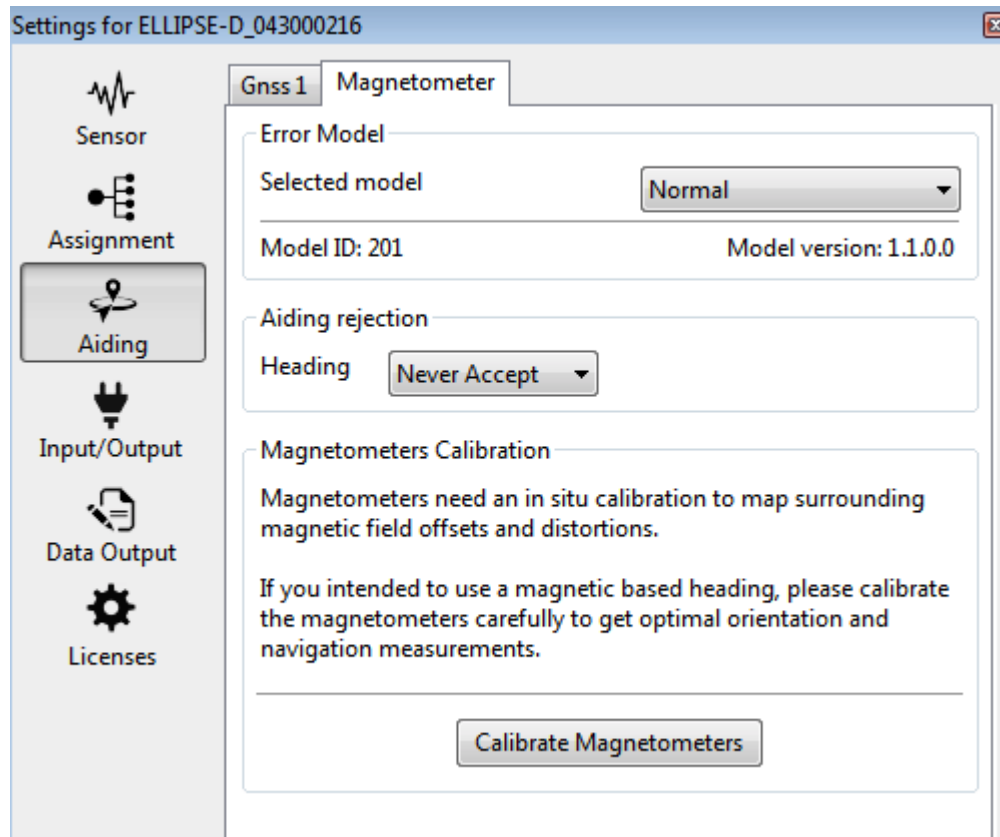 Settings for ELLIPSE-D_043000216
Sensor
Assignment
Aiding
Input/Output
Data Output
Licenses
Gnss 1
Magnetometer
Error Model
Selected model
Normal
Model ID: 201
Model version: 1.1.0.0
Aiding rejection
Heading
Never Accept
Magnetometers Calibration
Magnetometers need an in situ calibration to map surrounding
magnetic field offsets and distortions.
If you intended to use a magnetic based heading, please calibrate
the magnetometers carefully to get optimal orientation and
navigation measurements.
Calibrate Magnetometers